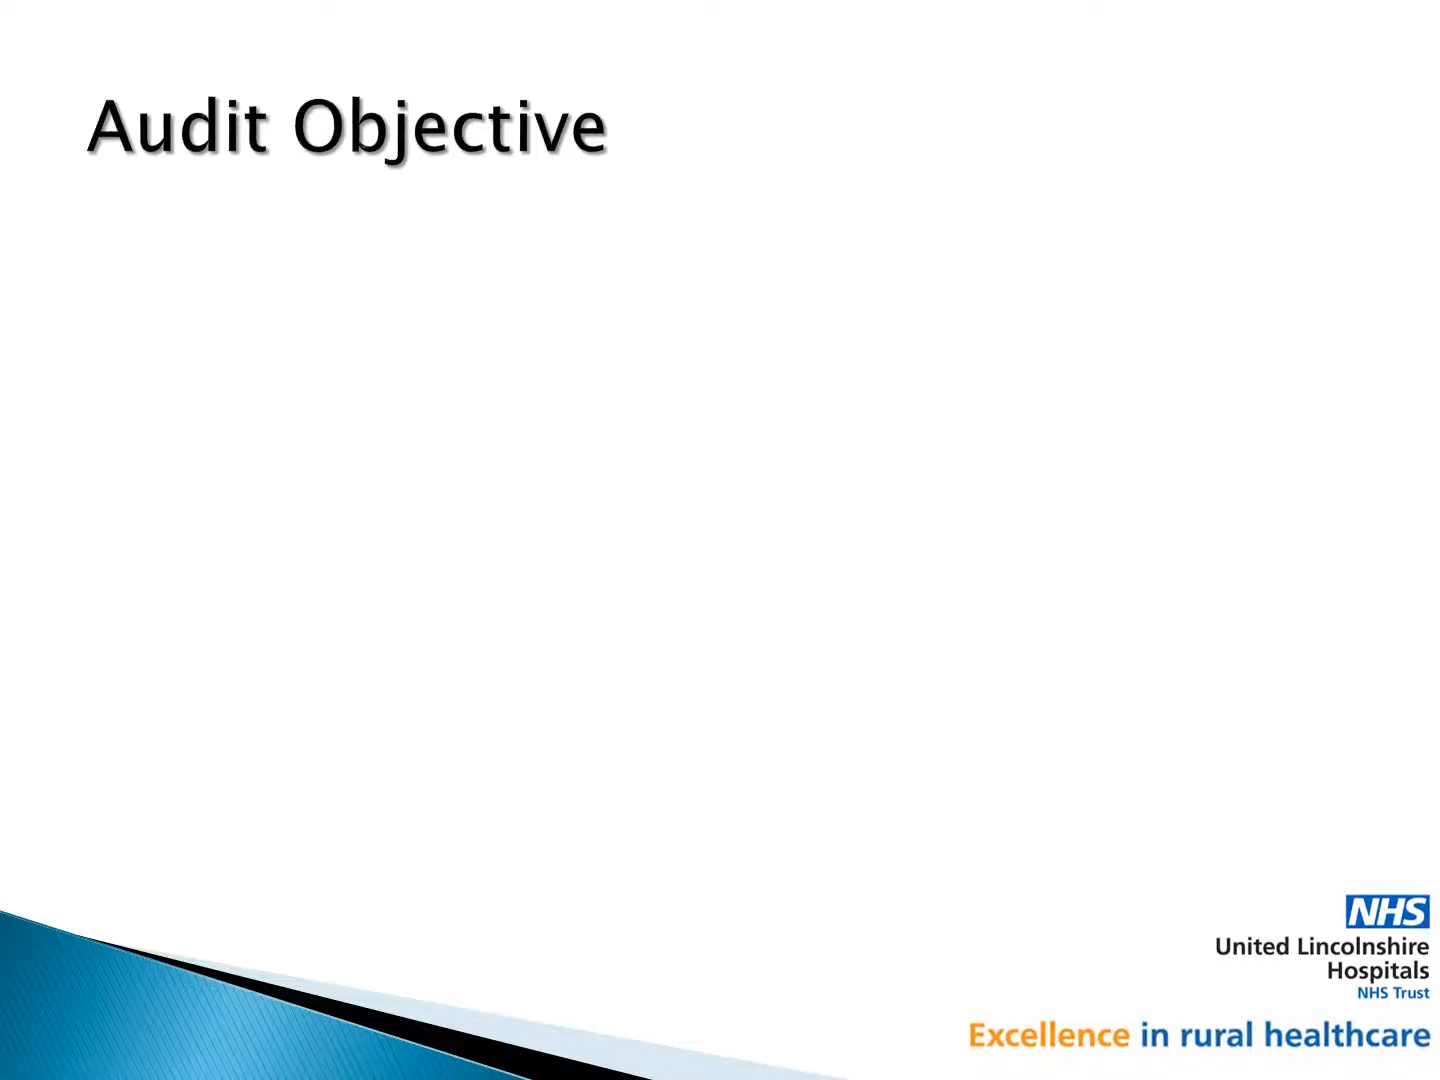 Audit Objective
NHS
United Lincolnshire
Hospitals
NHS Trust
Excellence in rural healthcare